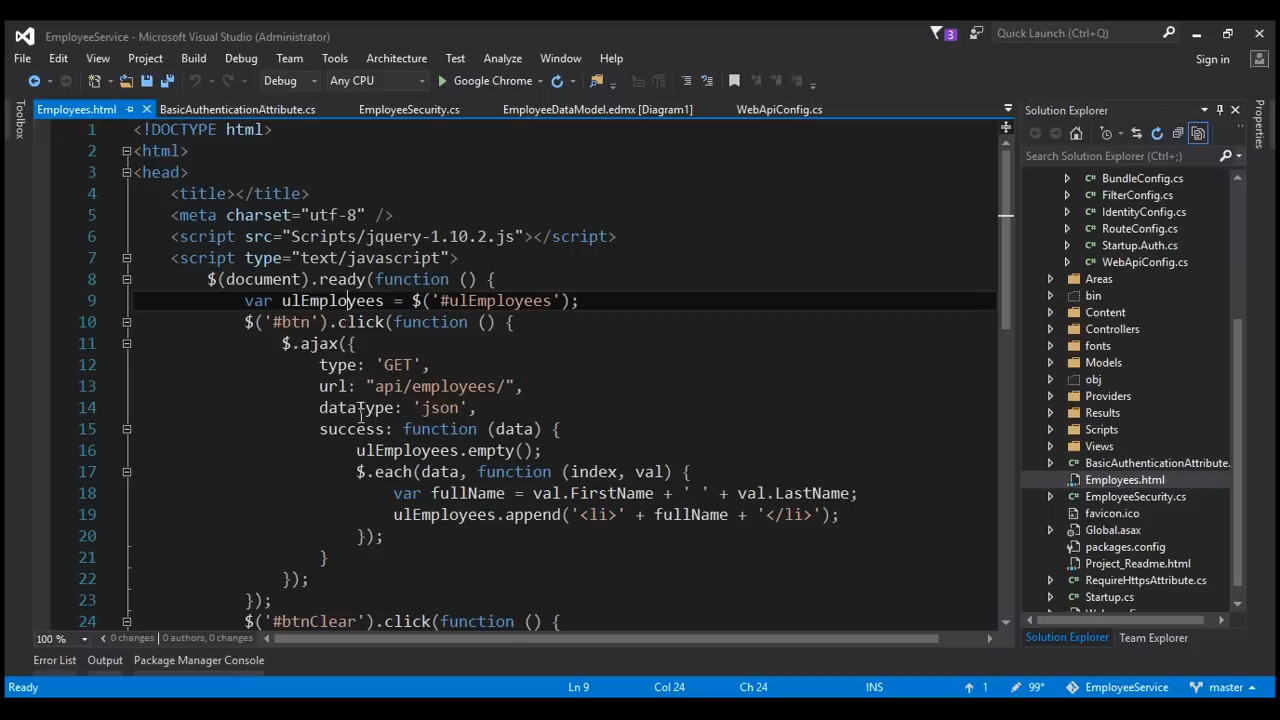 EmployeeService - Microsoft Visual Studio (Administrator)
3
Quick Launch (Ctrl+Q)
File Edit View Project Build Debug Team Tools Architecture Test Analyze Window Help
Sign in
Debug Any CPU Google Chrome
Toolbox
Employees.html BasicAuthenticationAttribute.cs EmployeeSecurity.cs EmployeeDataModel.edmx [Diagram1] WebApiConfig.cs
1 <!DOCTYPE html>
2 <html>
3 <head>
4 <title></title>
5 <meta charset="utf-8" />
6 <script src="Scripts/jquery-1.10.2.js"></script>
7 <script type="text/javascript">
8 $(document).ready(function () {
9 var ulEmployees = $('#ulEmployees');
10 $('#btn').click(function () {
11 $.ajax({
12 type: 'GET',
13 url: "api/employees/",
14 dataType: 'json',
15 success: function (data) {
16 ulEmployees.empty();
17 $.each(data, function (index, val) {
18 var fullName = val.FirstName + ' ' + val.LastName;
19 ulEmployees.append('<li>' + fullName + '</li>');
20 });
21 }
22 });
23 });
24 $('#btnClear').click(function () {
100 % 0 changes | 0 authors, 0 changes
Solution Explorer
Search Solution Explorer (Ctrl+;)
BundleConfig.cs
FilterConfig.cs
IdentityConfig.cs
RouteConfig.cs
Startup.Auth.cs
WebApiConfig.cs
Areas
bin
Content
Controllers
fonts
Models
obj
Providers
Results
Scripts
Views
BasicAuthenticationAttribute.
Employees.html
EmployeeSecurity.cs
favicon.ico
Global.asax
packages.config
Project_Readme.html
RequireHttpsAttribute.cs
Startup.cs
Solution Explorer Team Explorer
Properties
Error List Output Package Manager Console
Ready Ln 9 Col 24 Ch 24 INS 1 99* EmployeeService master